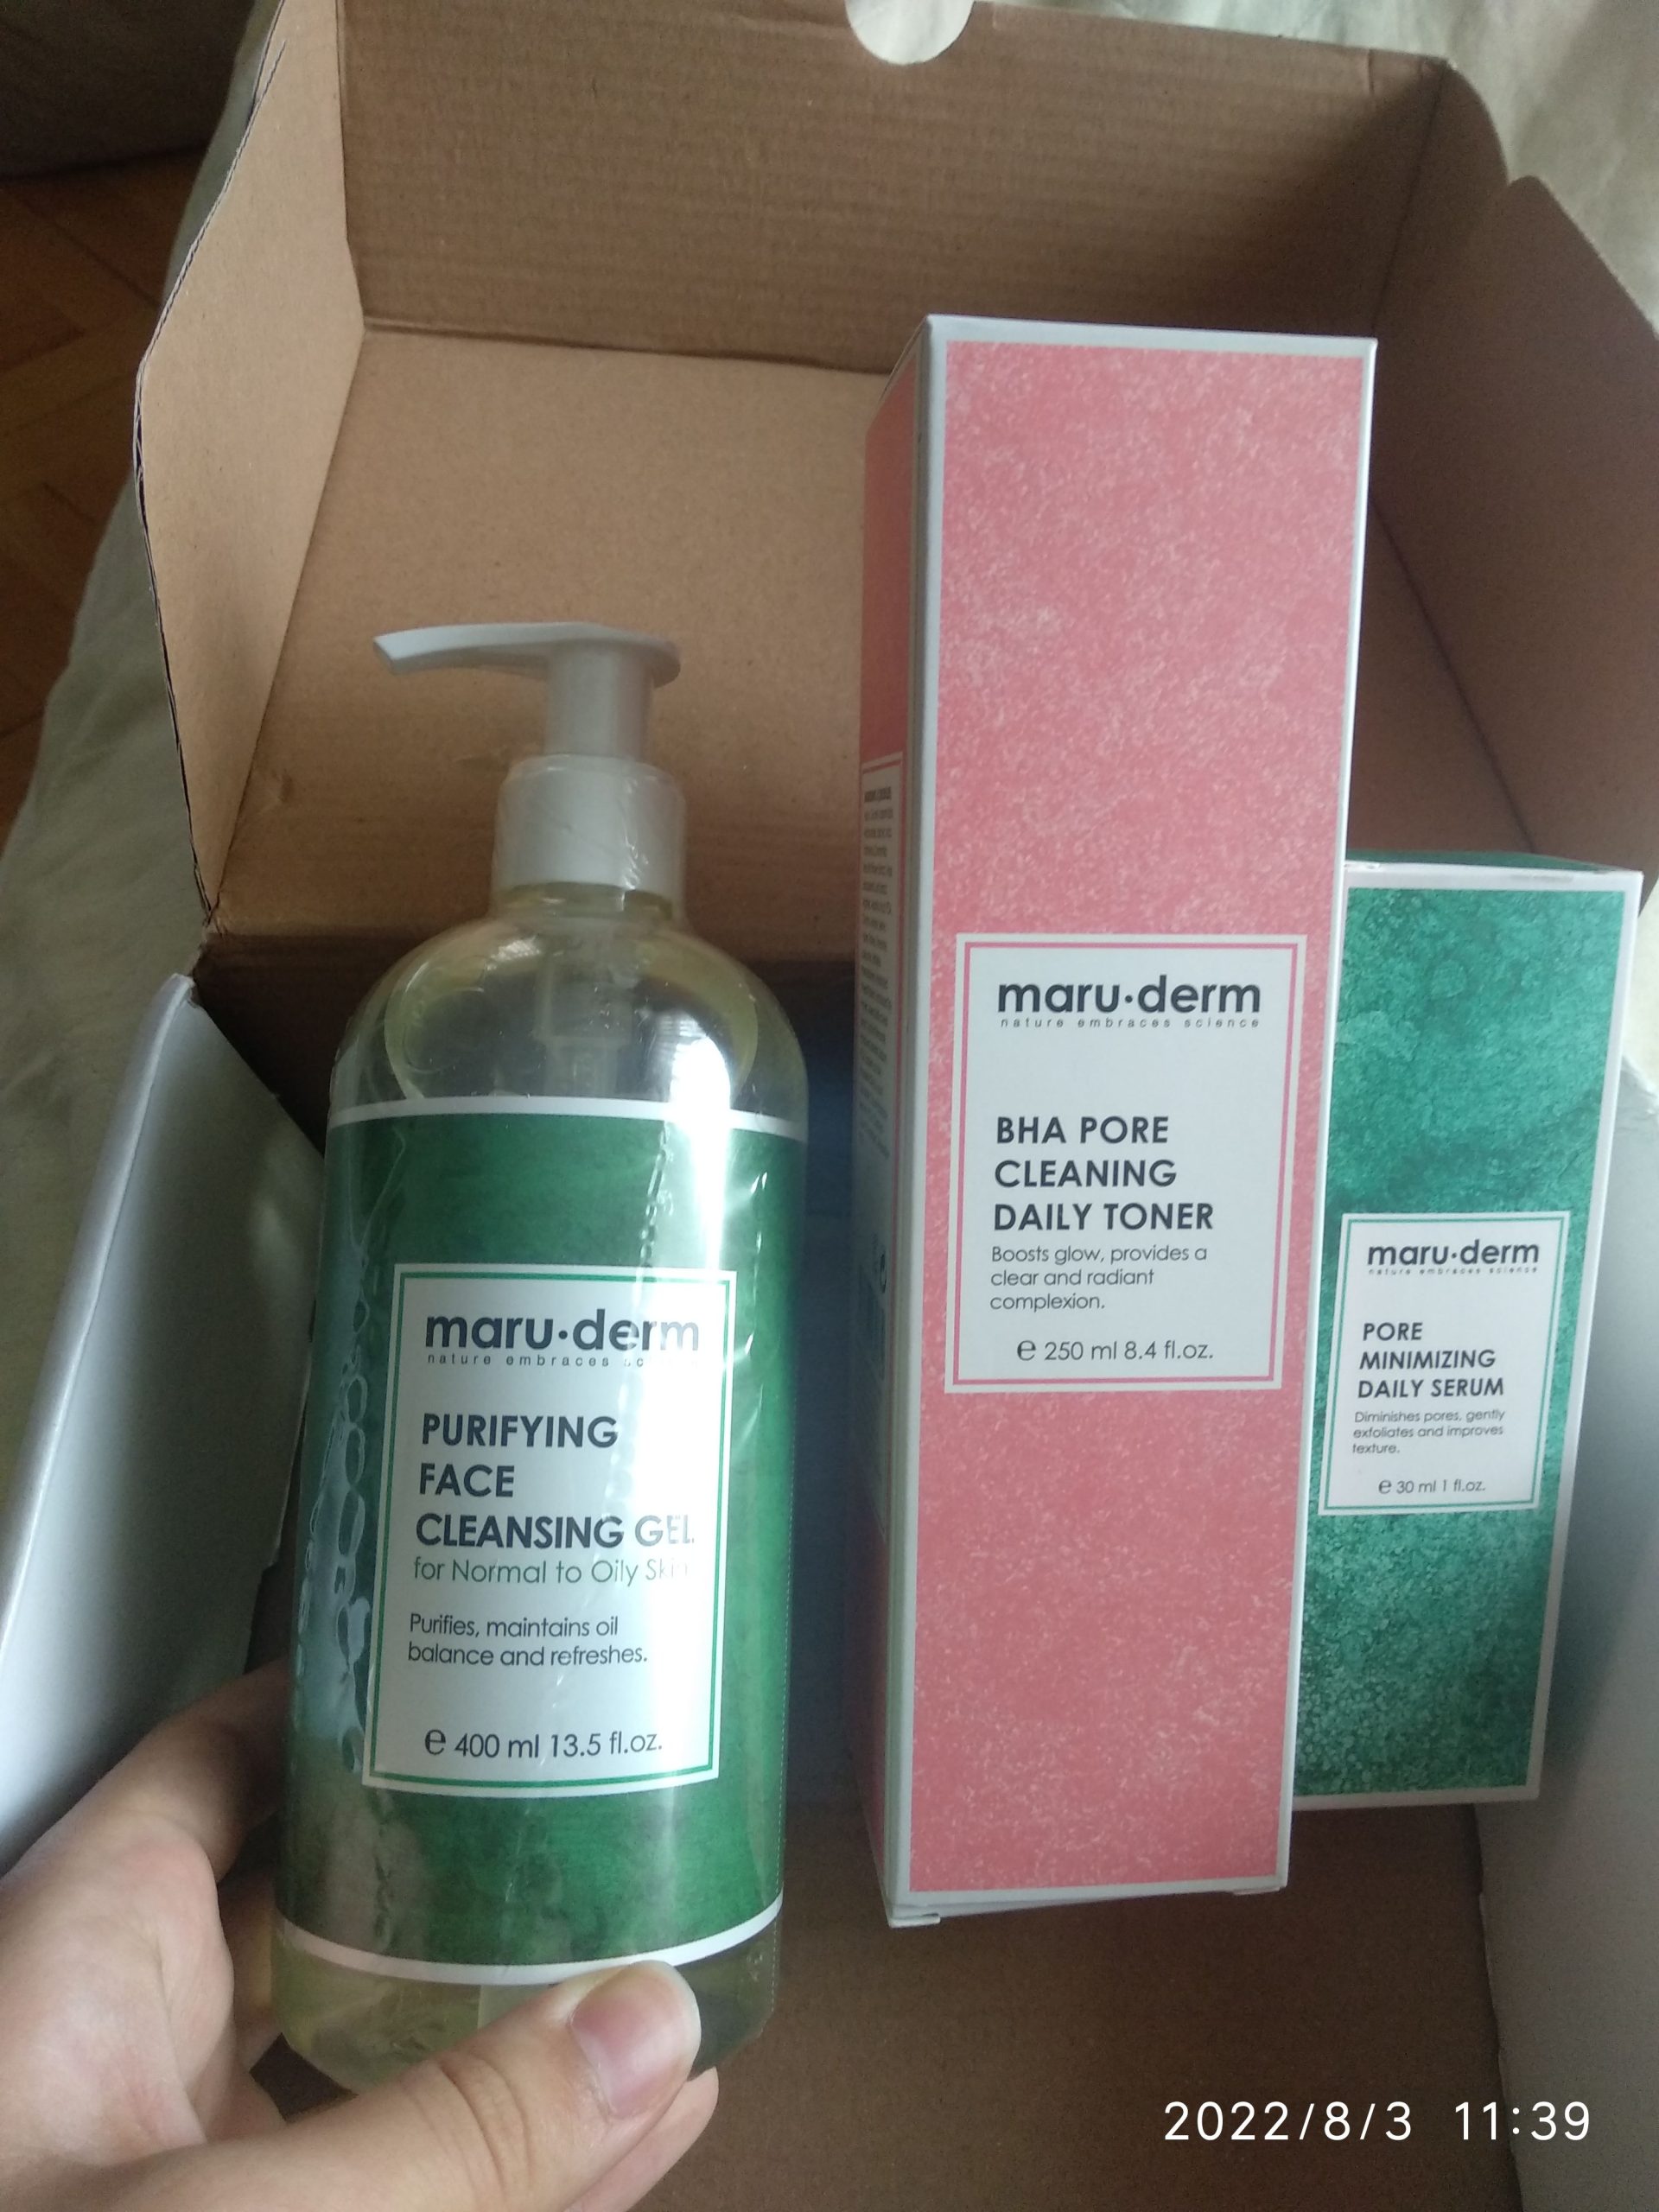 maru·derm
nature embraces sc
PURIFYING
FACE
CLEANSING GEL
for Normal to Oily Skin
Purifies, maintains oil
balance and refreshes.
e 400 ml 13.5 fl.oz.
maru·derm
nature embraces science
BHA PORE
CLEANING
DAILY TONER
Boosts glow, provides a
clear and radiant
complexion.
e 250 ml 8.4 fl.oz.
maru·derm
nature embraces science
PORE
MINIMIZING
DAILY SERUM
Diminishes pores, gently
exfoliates and improves
texture.
e 30 ml 1 fl.oz.
2022/8/3 11:39